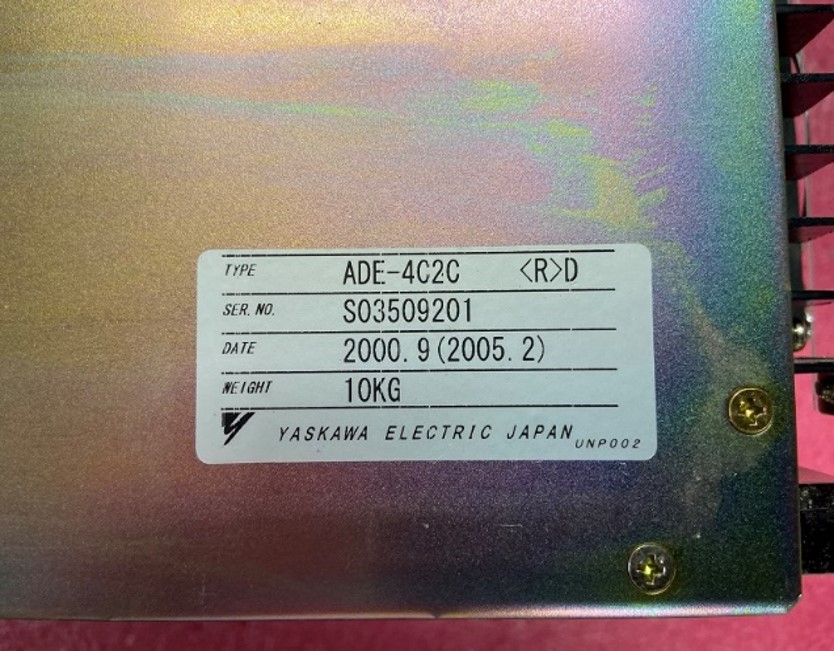 TYPE ADE-4C2C <R>D
SER. NO. S03509201
DATE 2000. 9(2005. 2)
WEIGHT 10KG
YASKAWA ELECTRIC JAPAN UNP002